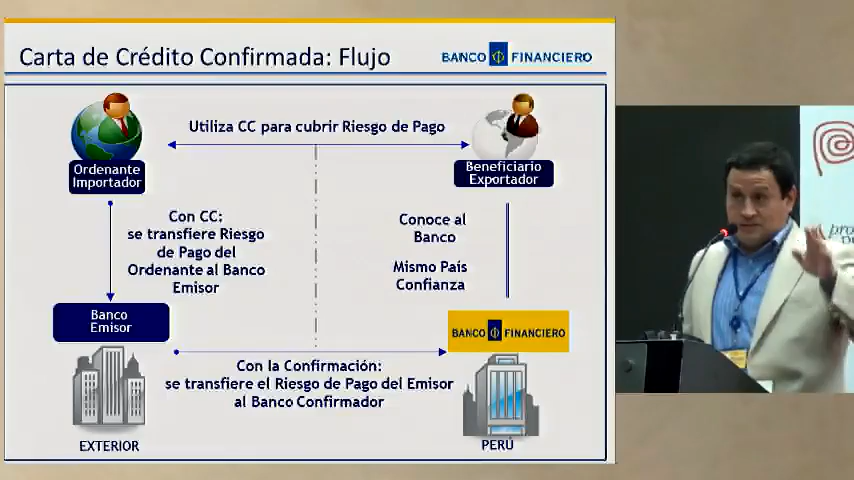 Carta de Crédito Confirmada: Flujo
BANCO FINANCIERO
Utiliza CC para cubrir Riesgo de Pago
Ordenante
Importador
Beneficiario
Exportador
Con CC:
se transfiere Riesgo
de Pago del
Ordenante al Banco
Emisor
Conoce al
Banco
Mismo País
Confianza
Banco
Emisor
BANCO FINANCIERO
Con la Confirmación:
se transfiere el Riesgo de Pago del Emisor
al Banco Confirmador
EXTERIOR
PERÚ